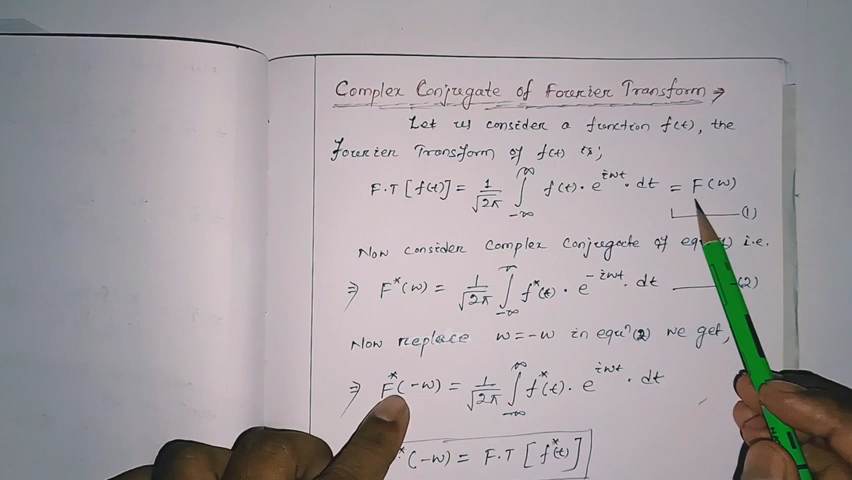 Complex Conjugate of Fourier Transform ⇒
Let us consider a function f(t), the
Fourier Transform of f(t) is;
F.T [f(t)] = 1/√2π ∫_{-∞}^{∞} f(t)· e^{iwt} · dt = F(w)
(1)
Now consider complex conjugate of i.e.
⇒ F*(w) = 1/√2π ∫_{-∞}^{∞} f*(t) · e^{-iwt} · dt (2)
Now replace w=-w in equⁿ(2) we get,
⇒ F*(-w) = 1/√2π ∫_{-∞}^{∞} f*(t)· e^{iwt} · dt
*(-w) = F.T [f*(t)]